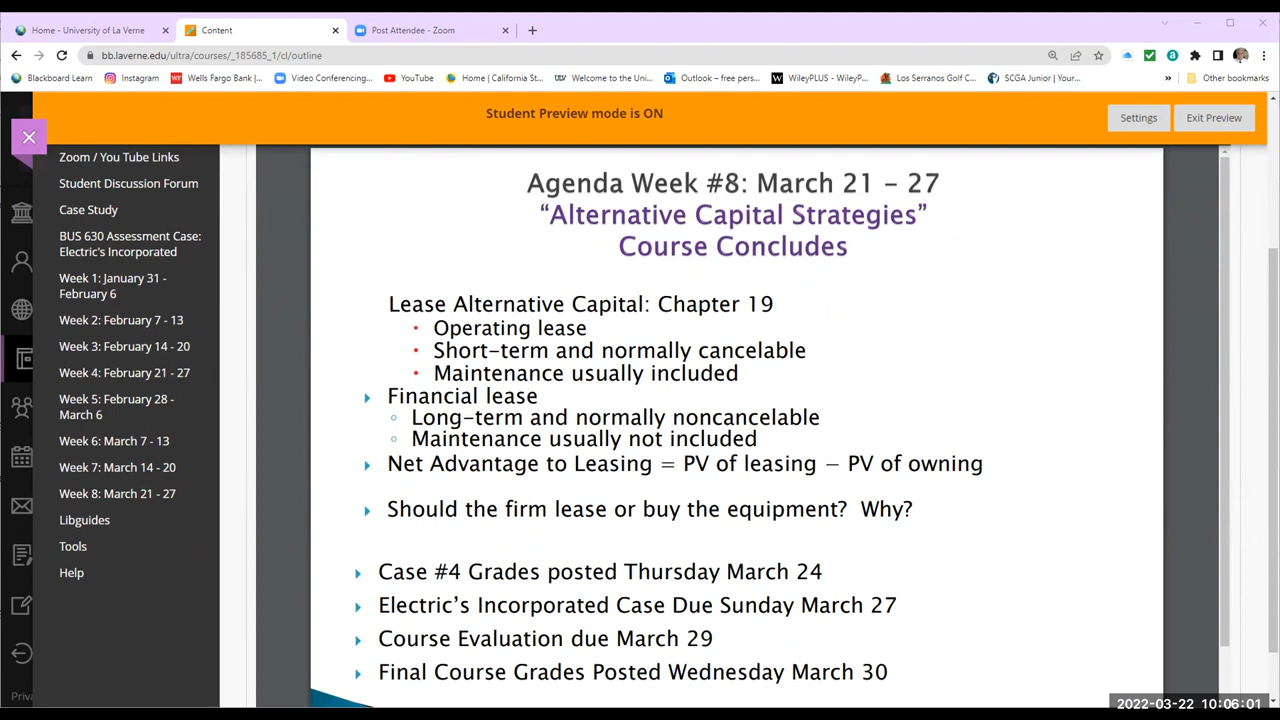 Home - University of La Verne
Content
Post Attendee - Zoom
bb.laverne.edu/ultra/courses/_185685_1/cl/outline
Blackboard Learn
Instagram
Wells Fargo Bank |...
Video Conferencing,...
YouTube
Home | California St...
Welcome to the Uni...
Outlook – free pers...
WileyPLUS - WileyP...
Los Serranos Golf C...
SCGA Junior | Your...
»
Other bookmarks
Student Preview mode is ON
Settings
Exit Preview
Zoom / You Tube Links
Student Discussion Forum
Case Study
BUS 630 Assessment Case:
Electric's Incorporated
Week 1: January 31 -
February 6
Week 2: February 7 - 13
Week 3: February 14 - 20
Week 4: February 21 - 27
Week 5: February 28 -
March 6
Week 6: March 7 - 13
Week 7: March 14 - 20
Week 8: March 21 - 27
Libguides
Tools
Help
Agenda Week #8: March 21 – 27
“Alternative Capital Strategies”
Course Concludes
Lease Alternative Capital: Chapter 19
• Operating lease
• Short-term and normally cancelable
• Maintenance usually included
Financial lease
Long-term and normally noncancelable
Maintenance usually not included
Net Advantage to Leasing = PV of leasing − PV of owning
Should the firm lease or buy the equipment? Why?
Case #4 Grades posted Thursday March 24
Electric’s Incorporated Case Due Sunday March 27
Course Evaluation due March 29
Final Course Grades Posted Wednesday March 30
2022-03-22 10:06:01